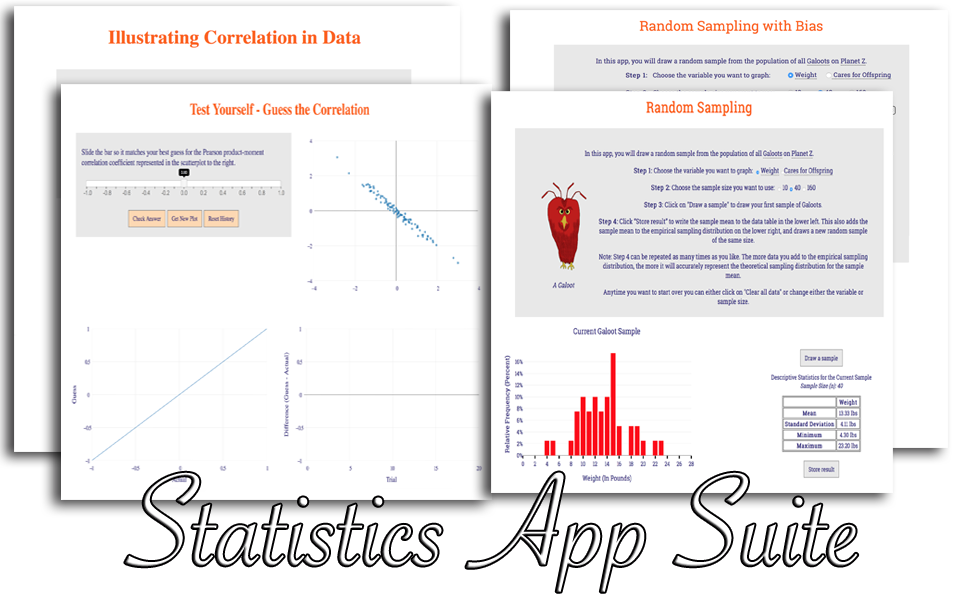 Illustrating Correlation in Data
Random Sampling with Bias
In this app, you will draw a random sample from the population of all Galoots on Planet Z.
Step 1: Choose the variable you want to graph: Weight Cares for Offspring
Test Yourself - Guess the Correlation
Slide the bar so it matches your best guess for the Pearson product-moment
correlation coefficient represented in the scatterplot to the right.
-1.0 -0.8 -0.6 -0.4 -0.2 0.0 0.2 0.4 0.6 0.8 1.0
Check Answer Get New Plot Reset History
4
2
0
−2
−4
−4 −2 0 2 4
1
0.5
0
−0.5
−1
Guess
−1 −0.5 0 0.5 1
Actual
1
0.5
0
−0.5
−1
Difference (Guess - Actual)
0 5 10 15 20
Trial
Random Sampling
In this app, you will draw a random sample from the population of all Galoots on Planet Z.
Step 1: Choose the variable you want to graph: Weight Cares for Offspring
Step 2: Choose the sample size you want to use: 10 40 160
Step 3: Click on "Draw a sample" to draw your first sample of Galoots.
Step 4: Click "Store result" to write the sample mean to the data table in the lower left. This also adds the
sample mean to the empirical sampling distribution on the lower right, and draws a new random sample
of the same size.
Note: Step 4 can be repeated as many times as you like. The more data you add to the empirical sampling
distribution, the more it will accurately represent the theoretical sampling distribution for the sample
mean.
Anytime you want to start over you can either click on "Clear all data" or change either the variable or
sample size.
A Galoot
Current Galoot Sample
Relative Frequency (Percent)
16%
14%
12%
10%
8%
6%
4%
2%
0%
0 2 4 6 8 10 12 14 16 18 20 22 24 26 28
Weight (In Pounds)
Draw a sample
Descriptive Statistics for the Current Sample
Sample Size (n): 40
Weight
Mean 13.33 lbs
Standard Deviation 4.11 lbs
Minimum 4.30 lbs
Maximum 23.20 lbs
Store result
Statistics App Suite